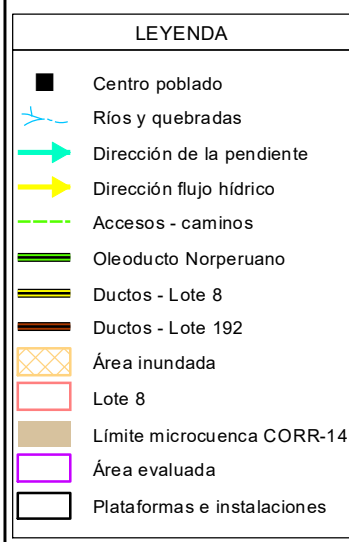 LEYENDA
Centro poblado
Ríos y quebradas
Dirección de la pendiente
Dirección flujo hídrico
Accesos - caminos
Oleoducto Norperuano
Ductos - Lote 8
Ductos - Lote 192
Área inundada
Lote 8
Límite microcuenca CORR-14
Área evaluada
Plataformas e instalaciones